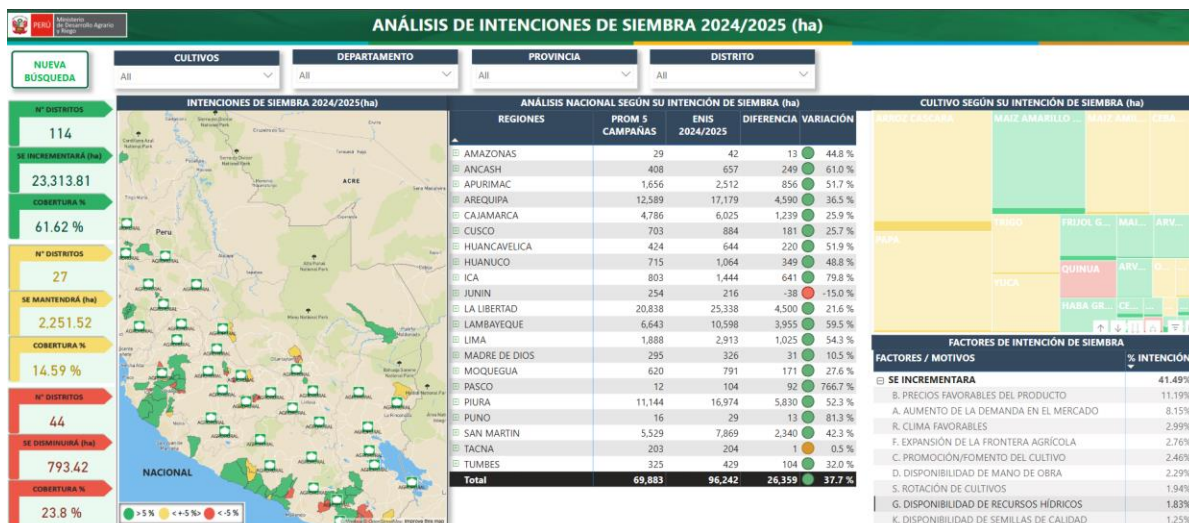 PERÚ Ministerio de Desarrollo Agrario y Riego
ANÁLISIS DE INTENCIONES DE SIEMBRA 2024/2025 (ha)
NUEVA BÚSQUEDA
CULTIVOS DEPARTAMENTO PROVINCIA DISTRITO
All All All All
N° DISTRITOS
114
SE INCREMENTARÁ (ha)
23,313.81
COBERTURA %
61.62 %
N° DISTRITOS
27
SE MANTENDRÁ (ha)
2,251.52
COBERTURA %
14.59 %
N° DISTRITOS
44
SE DISMINUIRÁ (ha)
793.42
COBERTURA %
23.8 %
INTENCIONES DE SIEMBRA 2024/2025(ha)
ACRE
Peru
NACIONAL
> 5 % < +-5 %> < -5 %
ANÁLISIS NACIONAL SEGÚN SU INTENCIÓN DE SIEMBRA (ha)
REGIONES PROM 5 CAMPAÑAS ENIS 2024/2025 DIFERENCIA VARIACIÓN
AMAZONAS 29 42 13 44.8 %
ANCASH 408 657 249 61.0 %
APURIMAC 1,656 2,512 856 51.7 %
AREQUIPA 12,589 17,179 4,590 36.5 %
CAJAMARCA 4,786 6,025 1,239 25.9 %
CUSCO 703 884 181 25.7 %
HUANCAVELICA 424 644 220 51.9 %
HUANUCO 715 1,064 349 48.8 %
ICA 803 1,444 641 79.8 %
JUNIN 254 216 -38 -15.0 %
LA LIBERTAD 20,838 25,338 4,500 21.6 %
LAMBAYEQUE 6,643 10,598 3,955 59.5 %
LIMA 1,888 2,913 1,025 54.3 %
MADRE DE DIOS 295 326 31 10.5 %
MOQUEGUA 620 791 171 27.6 %
PASCO 12 104 92 766.7 %
PIURA 11,144 16,974 5,830 52.3 %
PUNO 16 29 13 81.3 %
SAN MARTIN 5,529 7,869 2,340 42.3 %
TACNA 203 204 1 0.5 %
TUMBES 325 429 104 32.0 %
Total 69,883 96,242 26,359 37.7 %
CULTIVO SEGÚN SU INTENCIÓN DE SIEMBRA (ha)
ARROZ CASCARA MAIZ AMARILLO ... MAIZ AMI... CEBA...
PAPA TRIGO FRIJOL G... MAI... ARV...
YUCA QUINUA ARV...
HABA GR... CE...
FACTORES DE INTENCIÓN DE SIEMBRA
FACTORES / MOTIVOS % INTENCIÓN
SE INCREMENTARA 41.49%
B. PRECIOS FAVORABLES DEL PRODUCTO 11.19%
A. AUMENTO DE LA DEMANDA EN EL MERCADO 8.15%
R. CLIMA FAVORABLES 2.99%
F. EXPANSIÓN DE LA FRONTERA AGRÍCOLA 2.76%
C. PROMOCIÓN/FOMENTO DEL CULTIVO 2.46%
D. DISPONIBILIDAD DE MANO DE OBRA 2.29%
S. ROTACIÓN DE CULTIVOS 1.94%
G. DISPONIBILIDAD DE RECURSOS HÍDRICOS 1.83%
K. DISPONIBILIDAD DE SEMILLAS DE CALIDAD 1.25%